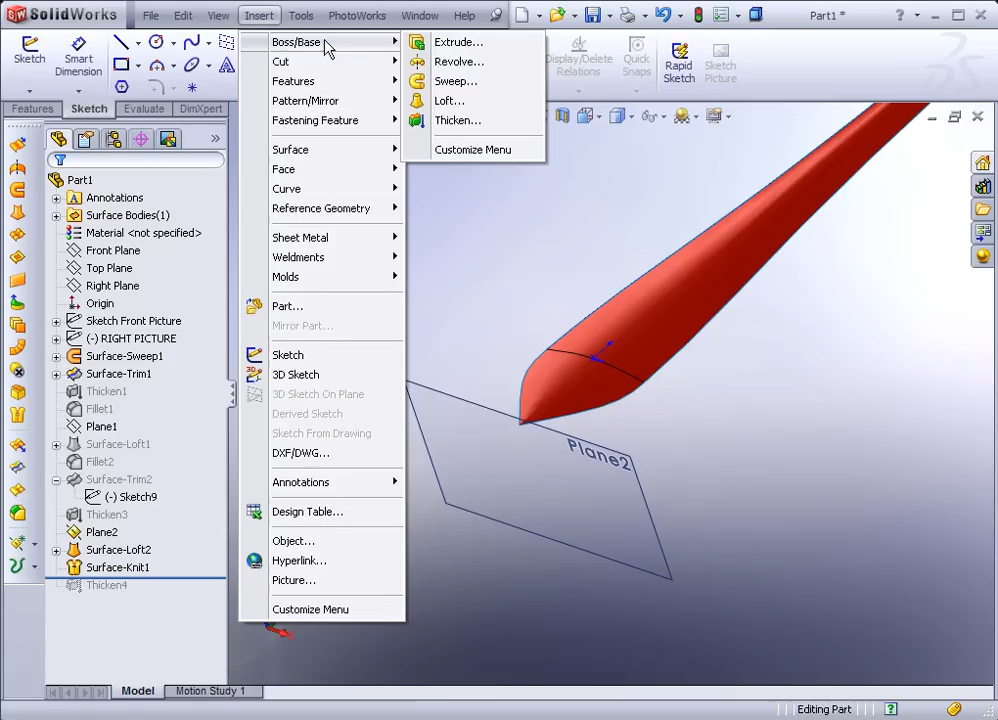 SolidWorks File Edit View Insert Tools PhotoWorks Window Help Part1 * ?
Sketch Smart Dimension Display/Delete Relations Quick Snaps Rapid Sketch Sketch Picture
Features Sketch Evaluate DimXpert
Part1
Annotations
Surface Bodies(1)
Material <not specified>
Front Plane
Top Plane
Right Plane
Origin
Sketch Front Picture
(-) RIGHT PICTURE
Surface-Sweep1
Surface-Trim1
Thicken1
Fillet1
Plane1
Surface-Loft1
Fillet2
Surface-Trim2
(-) Sketch9
Thicken3
Plane2
Surface-Loft2
Surface-Knit1
Thicken4
Boss/Base
Cut
Features
Pattern/Mirror
Fastening Feature
Surface
Face
Curve
Reference Geometry
Sheet Metal
Weldments
Molds
Part...
Mirror Part...
Sketch
3D Sketch
3D Sketch On Plane
Derived Sketch
Sketch From Drawing
DXF/DWG...
Annotations
Design Table...
Object...
Hyperlink...
Picture...
Customize Menu
Extrude...
Revolve...
Sweep...
Loft...
Thicken...
Customize Menu
Plane2
Model Motion Study 1
Editing Part ?